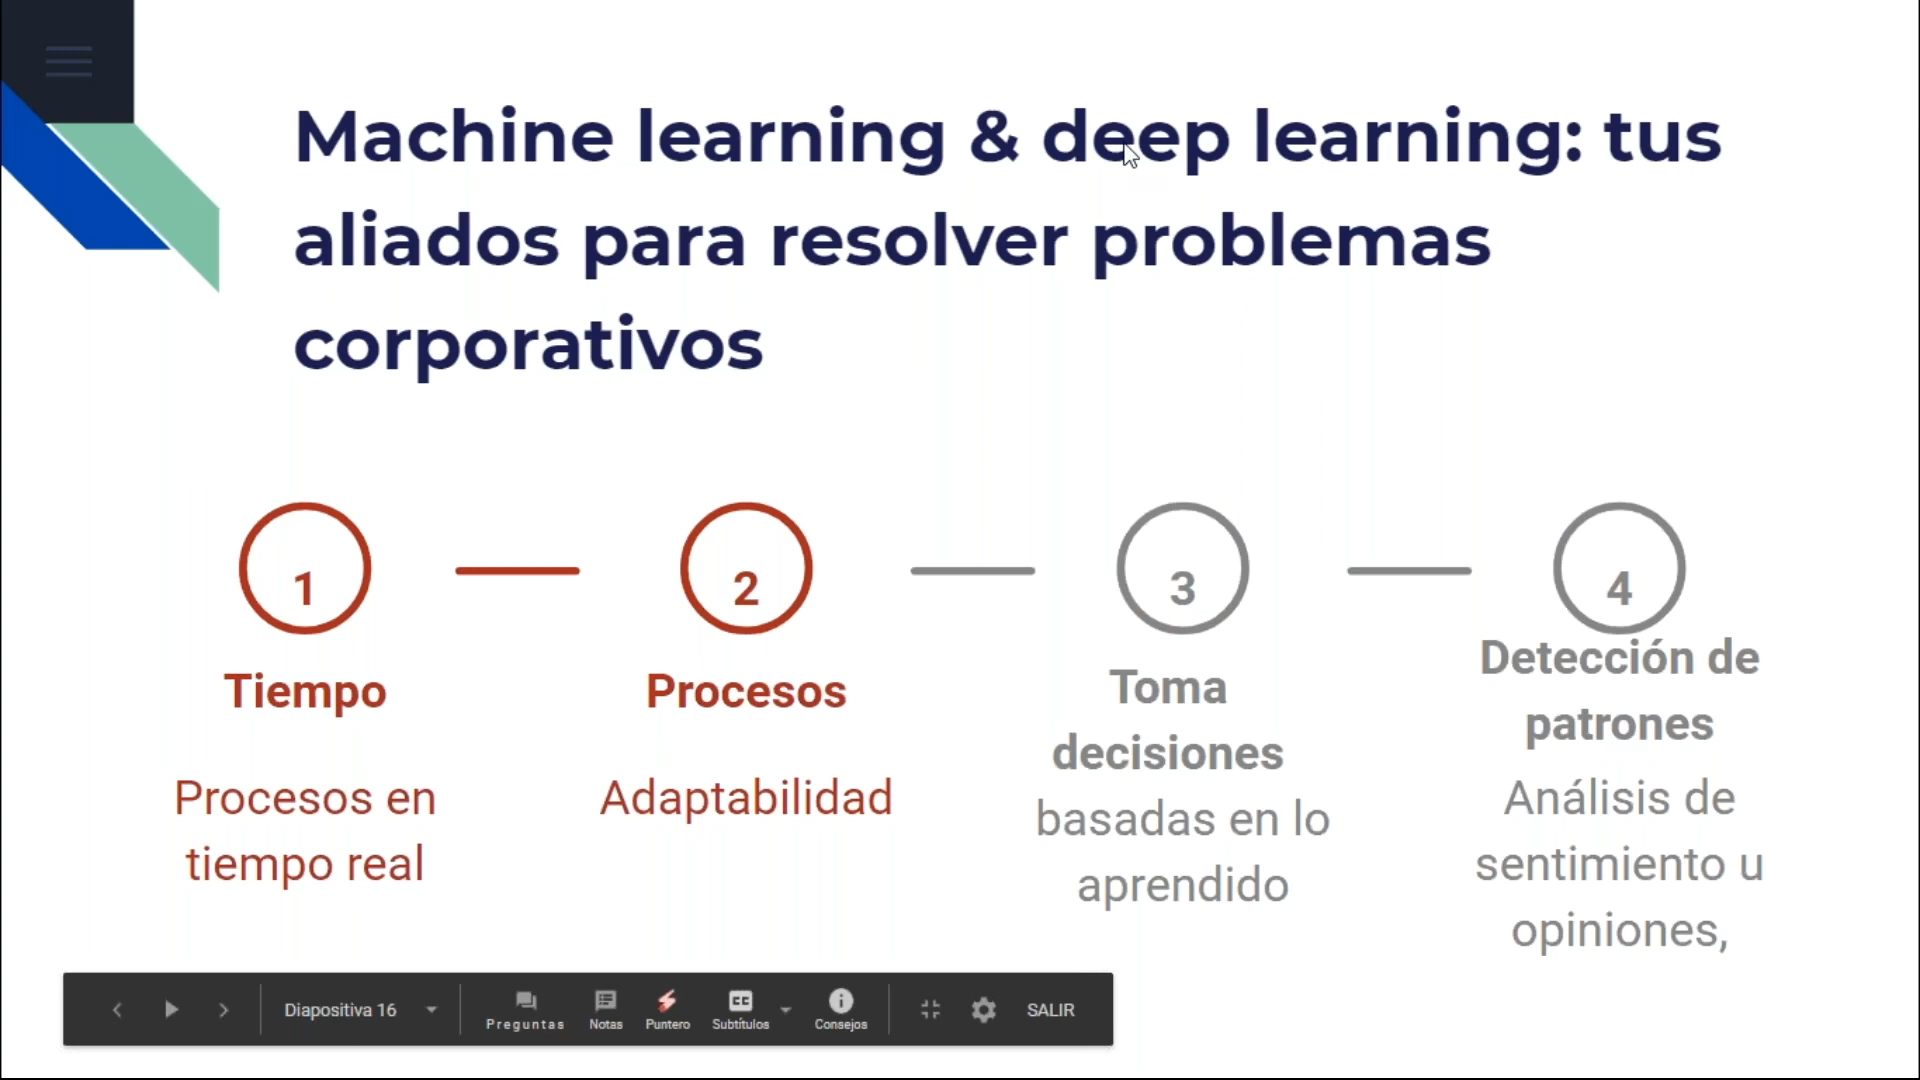 Machine learning & deep learning: tus
aliados para resolver problemas
corporativos
1
Tiempo
Procesos en
tiempo real
2
Procesos
Adaptabilidad
3
Toma
decisiones
basadas en lo
aprendido
4
Detección de
patrones
Análisis de
sentimiento u
opiniones,
Diapositiva 16
Preguntas
Notas
Puntero
CC
Subtítulos
Consejos
SALIR